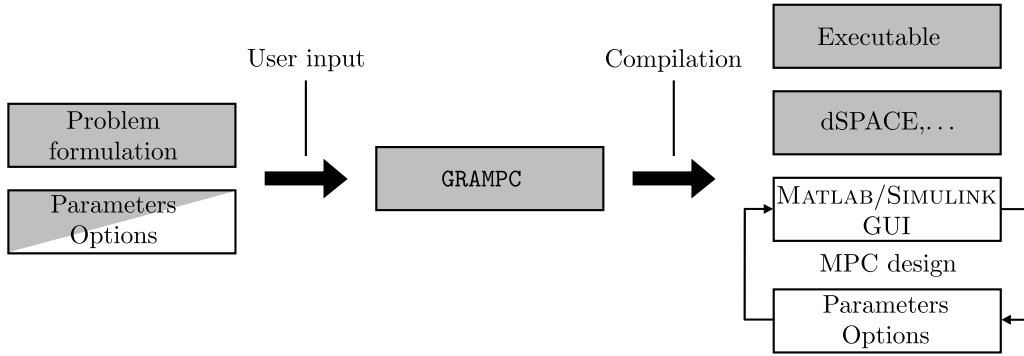 User input
Problem
formulation
Parameters
Options
GRAMPC
Compilation
Executable
dSPACE,...
MATLAB/SIMULINK
GUI
MPC design
Parameters
Options